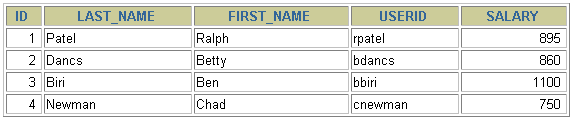 ID LAST_NAME FIRST_NAME USERID SALARY
1 Patel Ralph rpatel 895
2 Dancs Betty bdancs 860
3 Biri Ben bbiri 1100
4 Newman Chad cnewman 750